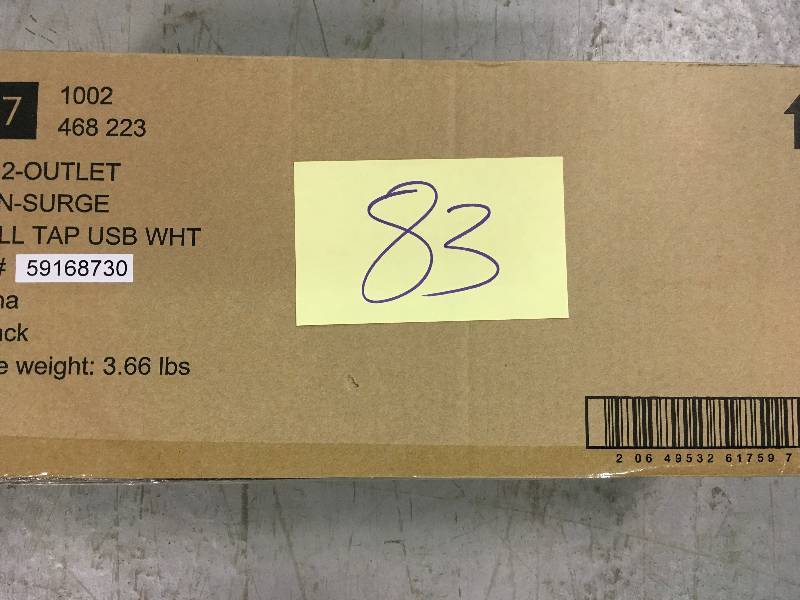 7 1002
468 223
2-OUTLET
N-SURGE
LL TAP USB WHT
# 59168730
na
uck
e weight: 3.66 lbs
83
2 06 49532 61759 7